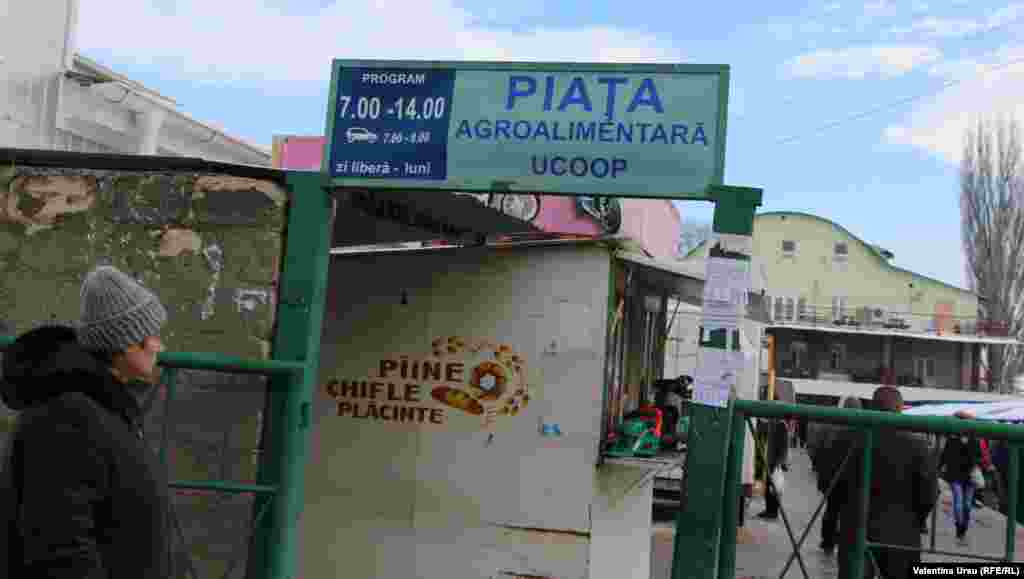 PROGRAM
7.00 -14.00
7.00 - 8.00
zi liberă - luni
PIAŢA
AGROALIMENTARĂ
UCOOP
PÎINE
CHIFLE
PLĂCINTE
Valentina Ursu (RFE/RL)